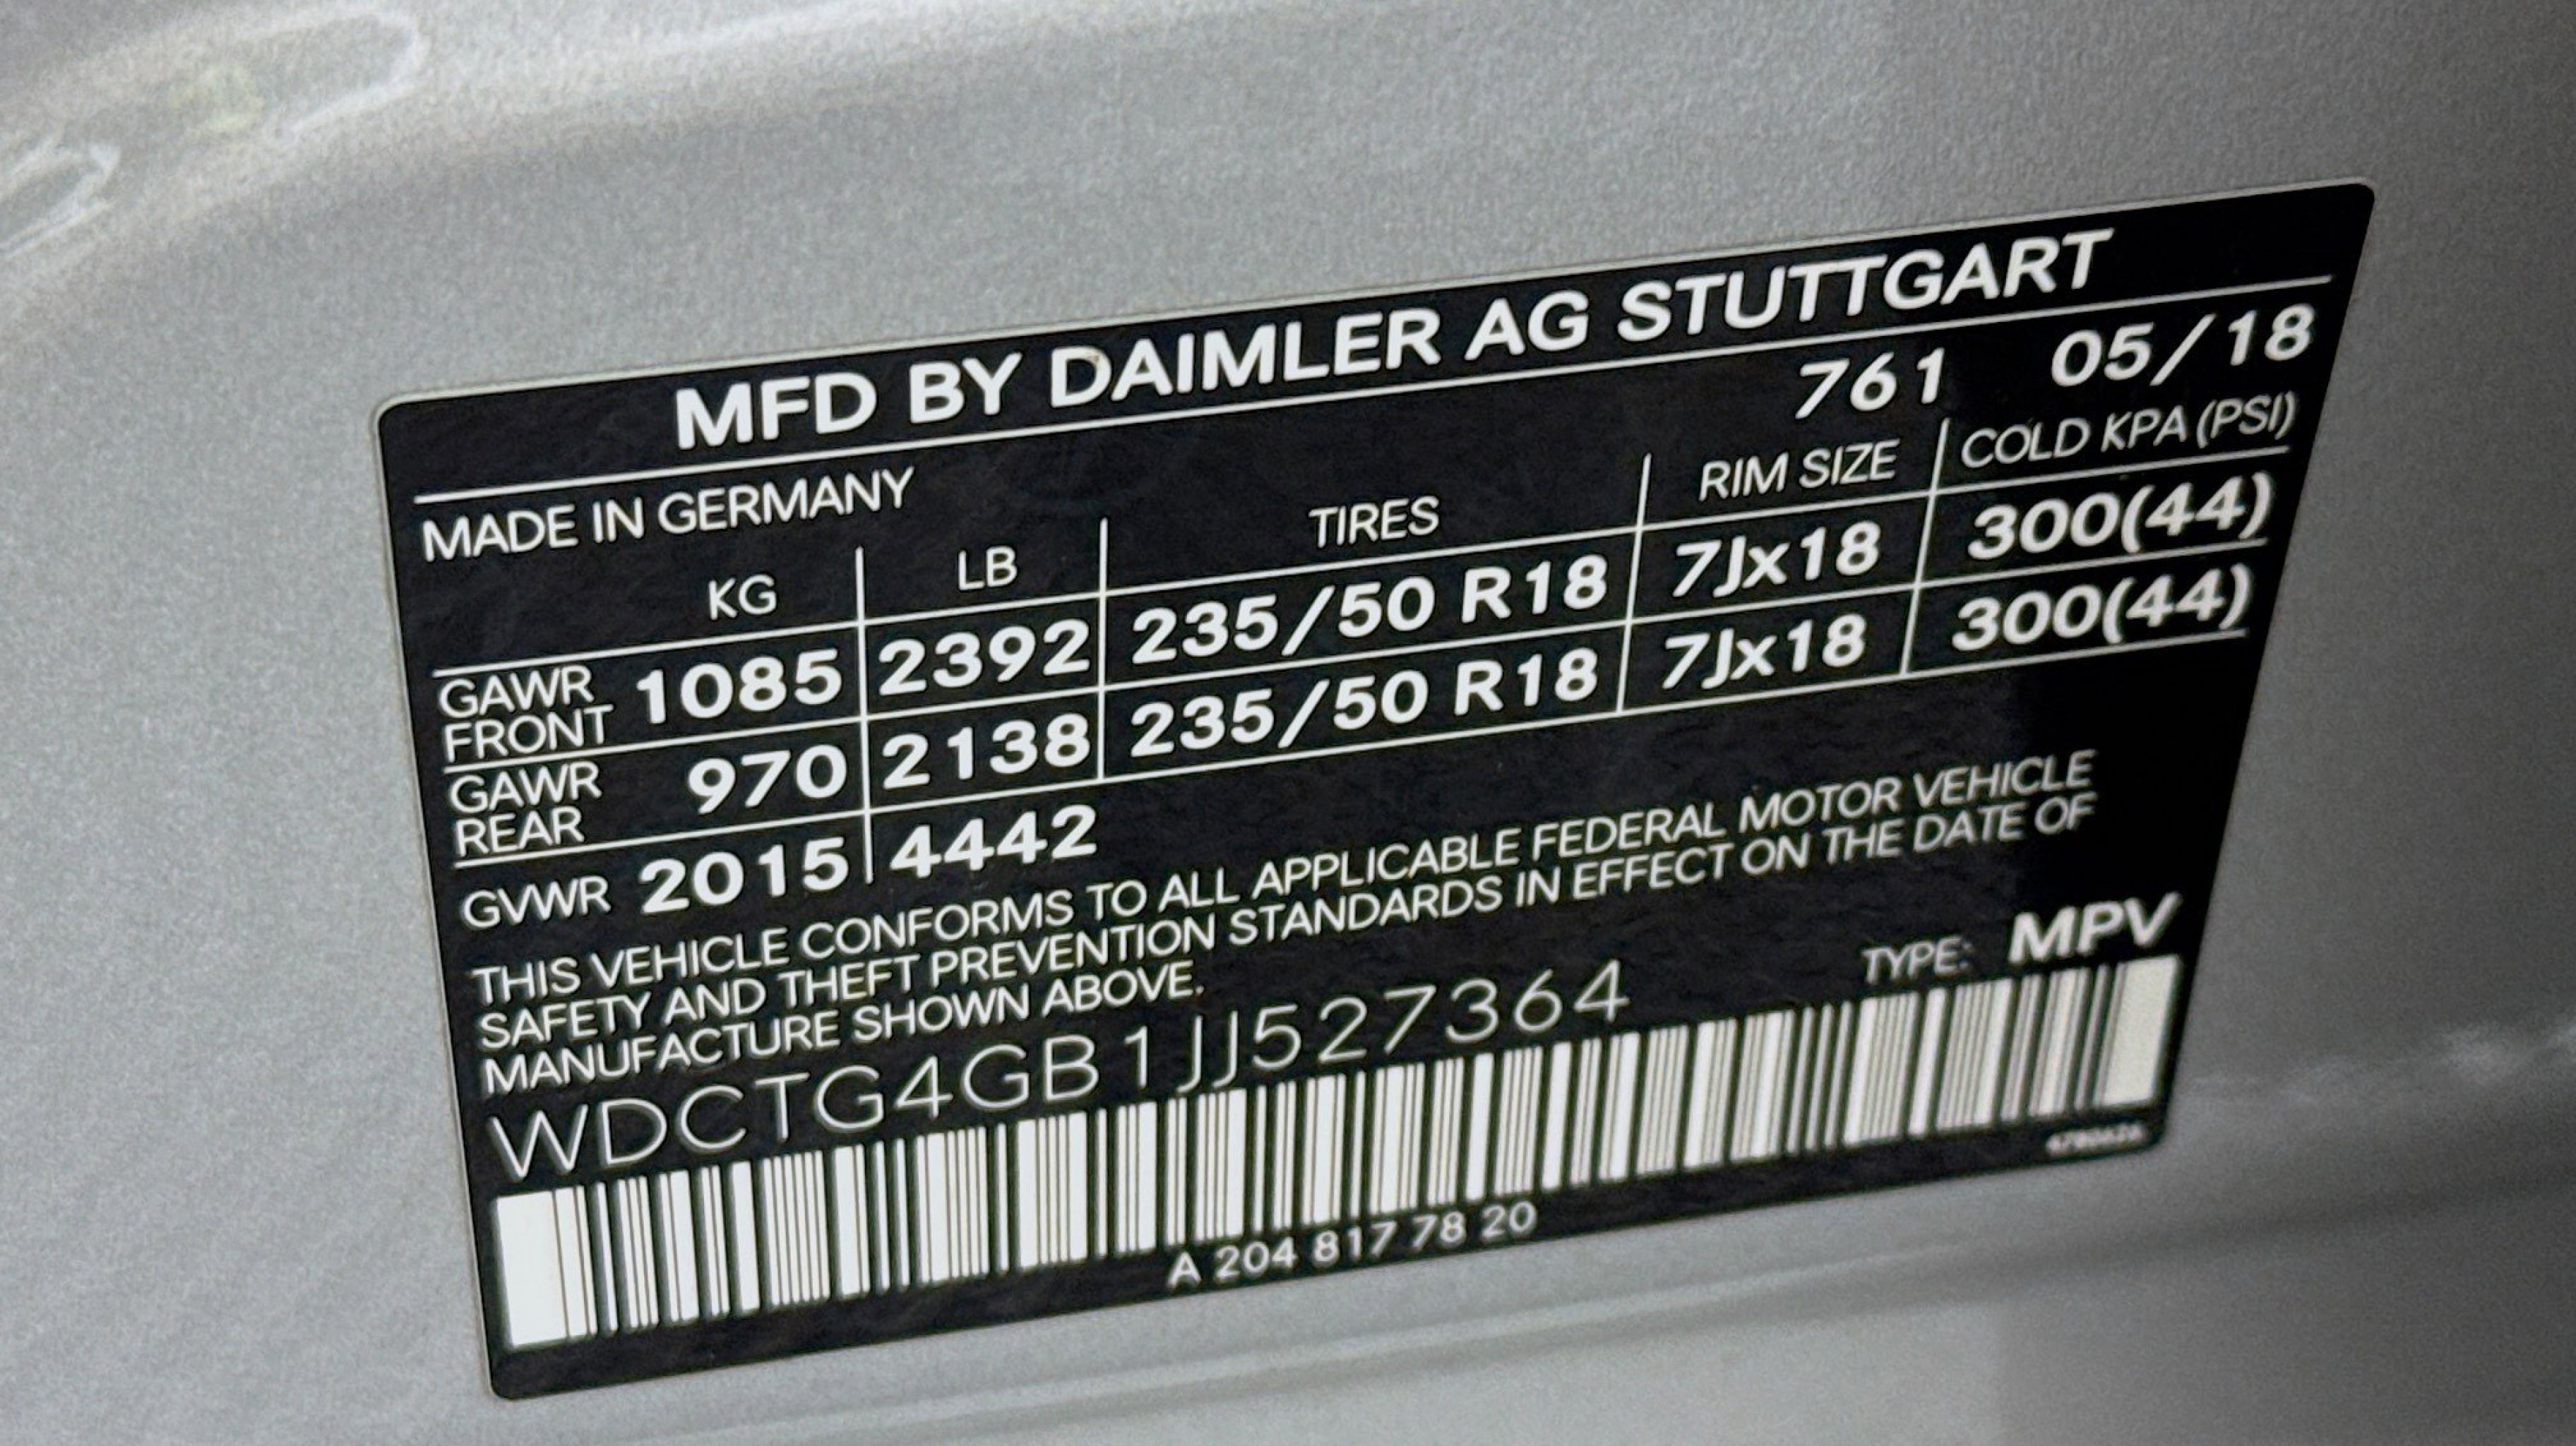 MFD BY DAIMLER AG STUTTGART
MADE IN GERMANY 761 05/18
KG LB TIRES RIM SIZE COLD KPA (PSI)
GAWR FRONT 1085 2392 235/50 R18 7Jx18 300(44)
GAWR REAR 970 2138 235/50 R18 7Jx18 300(44)
GVWR 2015 4442
THIS VEHICLE CONFORMS TO ALL APPLICABLE FEDERAL MOTOR VEHICLE
SAFETY AND THEFT PREVENTION STANDARDS IN EFFECT ON THE DATE OF
MANUFACTURE SHOWN ABOVE.
WDCTG4GB1JJ527364 TYPE: MPV
A 204 817 78 20